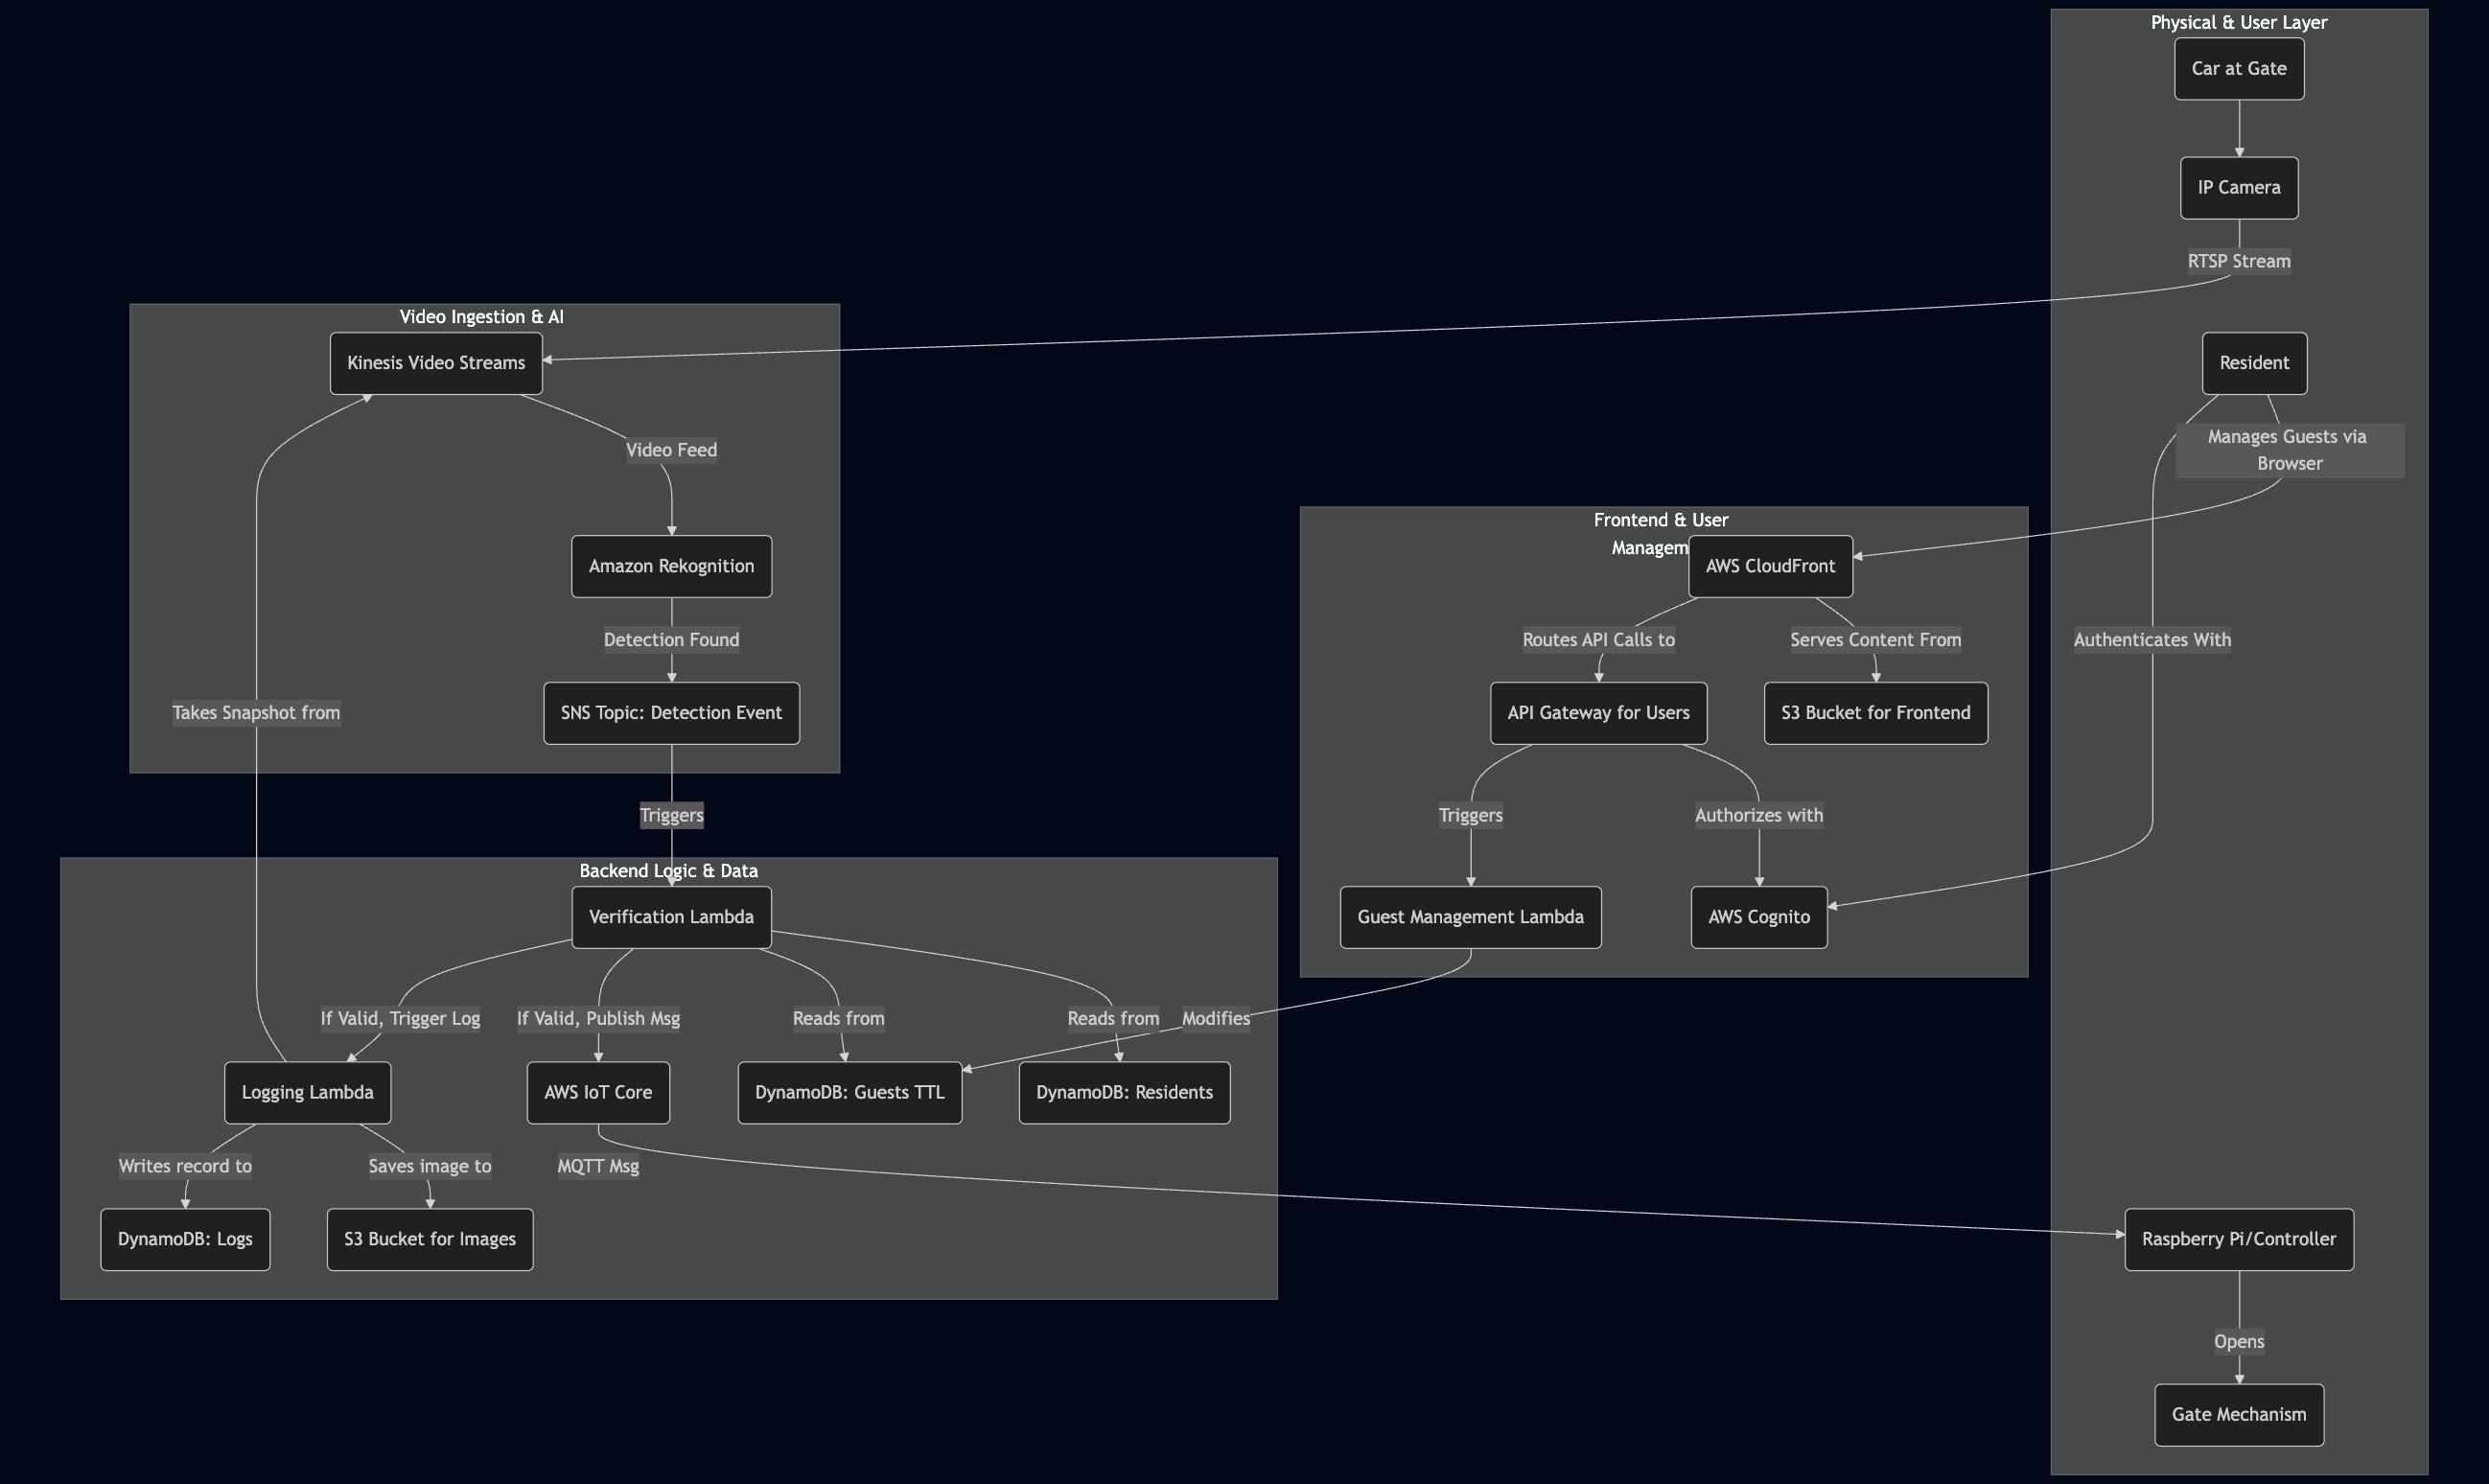 Physical & User Layer
Car at Gate
IP Camera
RTSP Stream
Video Ingestion & AI
Kinesis Video Streams
Resident
Video Feed
Manages Guests via
Browser
Frontend & User
Managem
Amazon Rekognition
AWS CloudFront
Detection Found
Routes API Calls to
Serves Content From
Authenticates With
Takes Snapshot from
SNS Topic: Detection Event
API Gateway for Users
S3 Bucket for Frontend
Triggers
Triggers
Authorizes with
Backend Logic & Data
Verification Lambda
Guest Management Lambda
AWS Cognito
If Valid, Trigger Log
If Valid, Publish Msg
Reads from
Reads from
Modifies
Logging Lambda
AWS IoT Core
DynamoDB: Guests TTL
DynamoDB: Residents
Writes record to
Saves image to
MQTT Msg
DynamoDB: Logs
S3 Bucket for Images
Raspberry Pi/Controller
Opens
Gate Mechanism